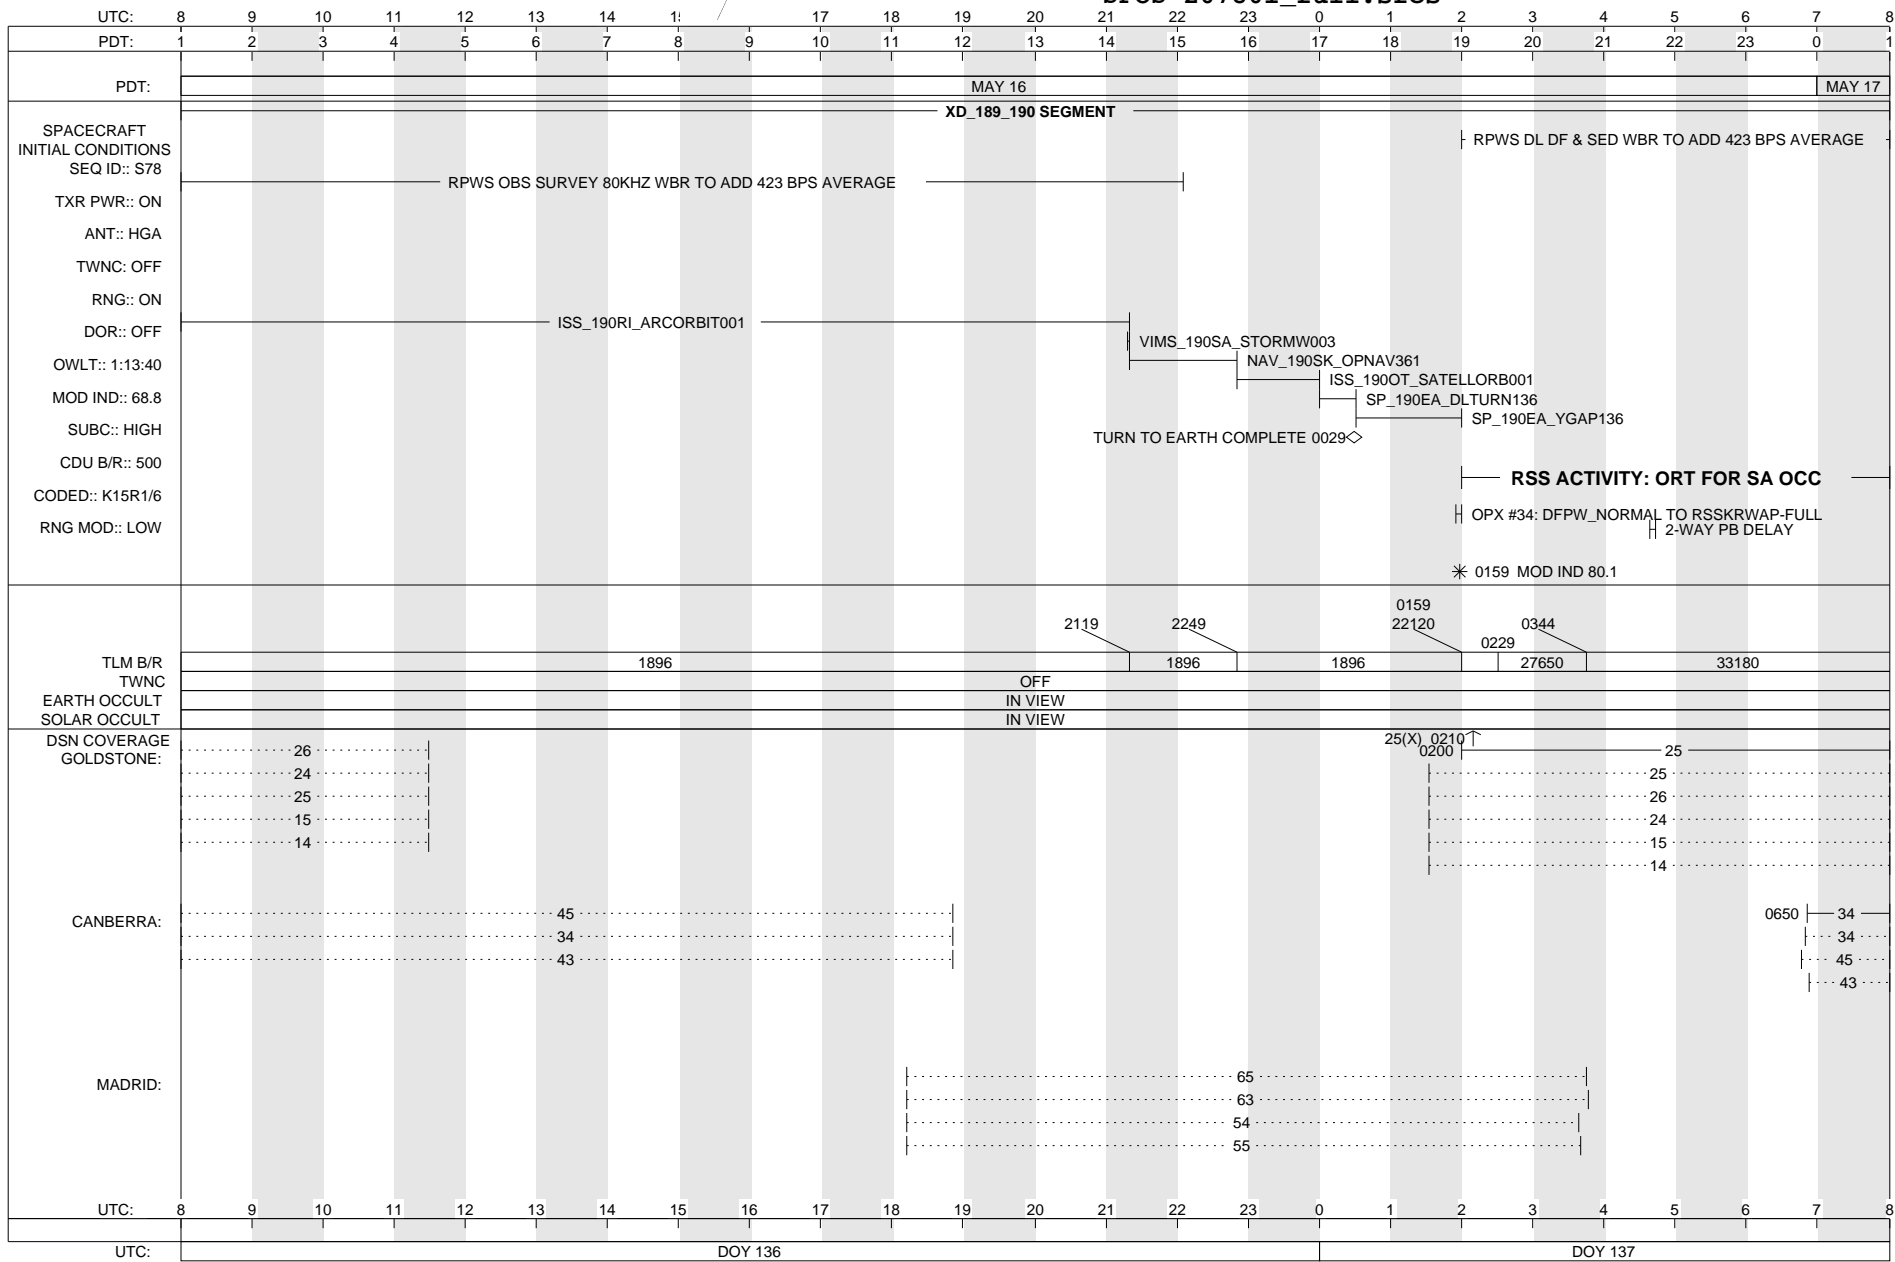 UTC: 8 9 10 11 12 13 14 17 18 19 20 21 22 23 0 1 2 3 4 5 6 7 8
PDT: 1 2 3 4 5 6 7 8 9 10 11 12 13 14 15 16 17 18 19 20 21 22 23 0 1
PDT: MAY 16 MAY 17
XD_189_190 SEGMENT
SPACECRAFT
INITIAL CONDITIONS
RPWS DL DF & SED WBR TO ADD 423 BPS AVERAGE
SEQ ID:: S78
RPWS OBS SURVEY 80KHZ WBR TO ADD 423 BPS AVERAGE
TXR PWR:: ON
ANT:: HGA
TWNC: OFF
RNG:: ON
ISS_190RI_ARCORBIT001
DOR:: OFF
VIMS_190SA_STORMW003
OWLT:: 1:13:40
NAV_190SK_OPNAV361
ISS_190OT_SATELLORB001
MOD IND:: 68.8
SP_190EA_DLTURN136
SP_190EA_YGAP136
SUBC:: HIGH
TURN TO EARTH COMPLETE 0029
CDU B/R:: 500
RSS ACTIVITY: ORT FOR SA OCC
CODED:: K15R1/6
OPX #34: DFPW_NORMAL TO RSSKRWAP-FULL
RNG MOD:: LOW
2-WAY PB DELAY
0159 MOD IND 80.1
0159
2119 2249 22120 0344
0229
TLM B/R 1896 1896 1896 27650 33180
TWNC OFF
EARTH OCCULT IN VIEW
SOLAR OCCULT IN VIEW
DSN COVERAGE
25(X) 0210
GOLDSTONE: 26 0200 25
24 25
25 26
15 24
14 15
14
CANBERRA: 45 0650 34
34 34
43 45
43
MADRID: 65
63
54
55
UTC: 8 9 10 11 12 13 14 15 16 17 18 19 20 21 22 23 0 1 2 3 4 5 6 7 8
UTC: DOY 136 DOY 137